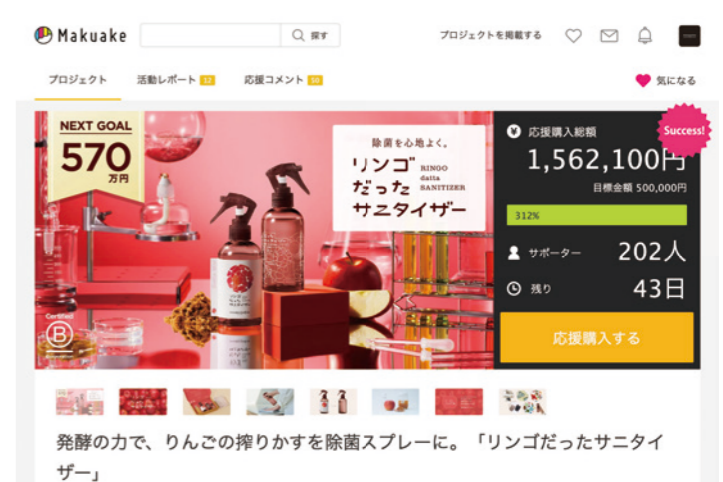 Makuake
探す
プロジェクトを掲載する
プロジェクト
活動レポート 12
応援コメント 50
気になる
NEXT GOAL
570
万円
除菌を心地よく。
リンゴ
だった
サニタイザー
RINGO
datta
SANITIZER
Certified
B
Success!
応援購入総額
1,562,100円
目標金額 500,000円
312%
サポーター 202人
残り 43日
応援購入する
発酵の力で、りんごの搾りかすを除菌スプレーに。「リンゴだったサニタイ
ザー」